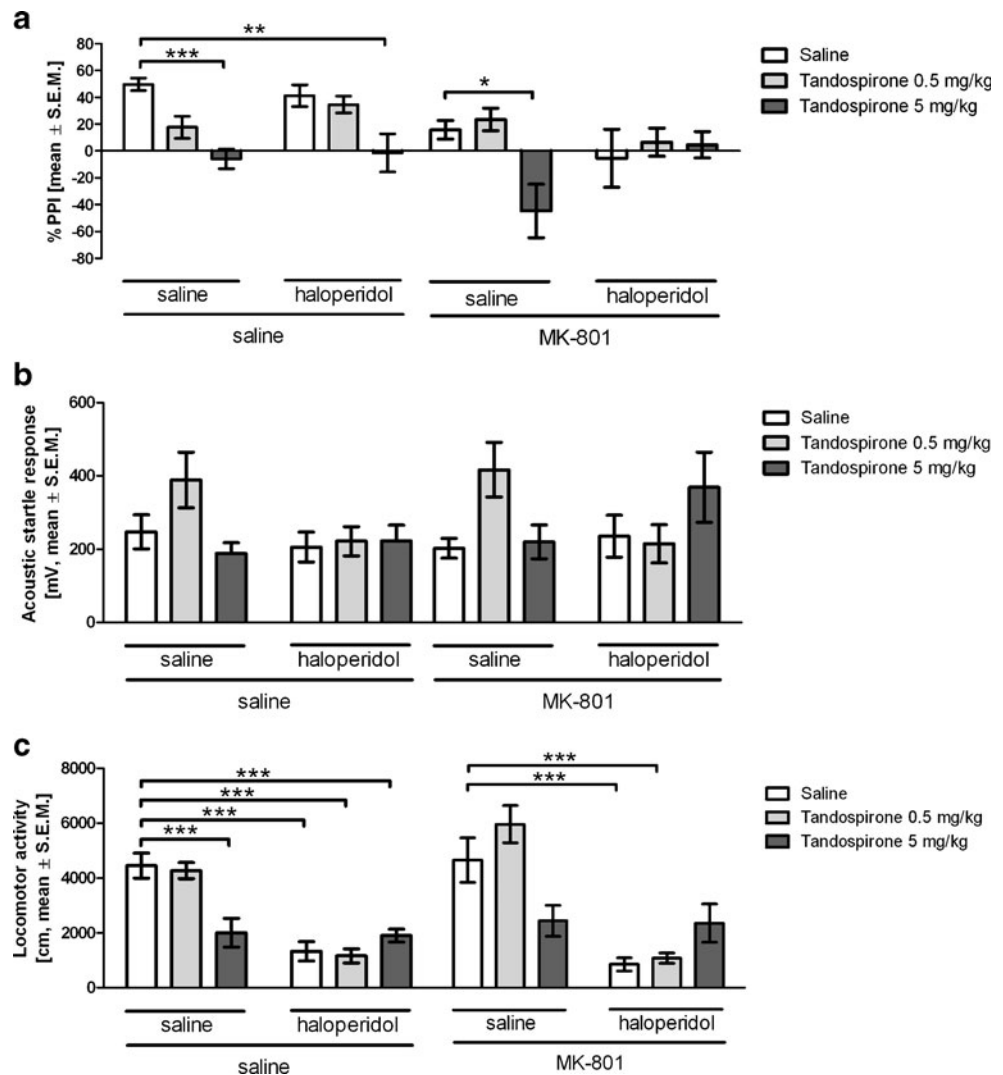 a
**
***
*
80
60
40
20
0
-20
-40
-60
-80
%PPI [mean ± S.E.M.]
Saline
Tandospirone 0.5 mg/kg
Tandospirone 5 mg/kg
saline haloperidol saline haloperidol
saline MK-801
b
600
400
200
0
Acoustic startle response
[mV, mean ± S.E.M.]
Saline
Tandospirone 0.5 mg/kg
Tandospirone 5 mg/kg
saline haloperidol saline haloperidol
saline MK-801
c
***
***
***
***
***
***
8000
6000
4000
2000
0
Locomotor activity
[cm, mean ± S.E.M.]
Saline
Tandospirone 0.5 mg/kg
Tandospirone 5 mg/kg
saline haloperidol saline haloperidol
saline MK-801